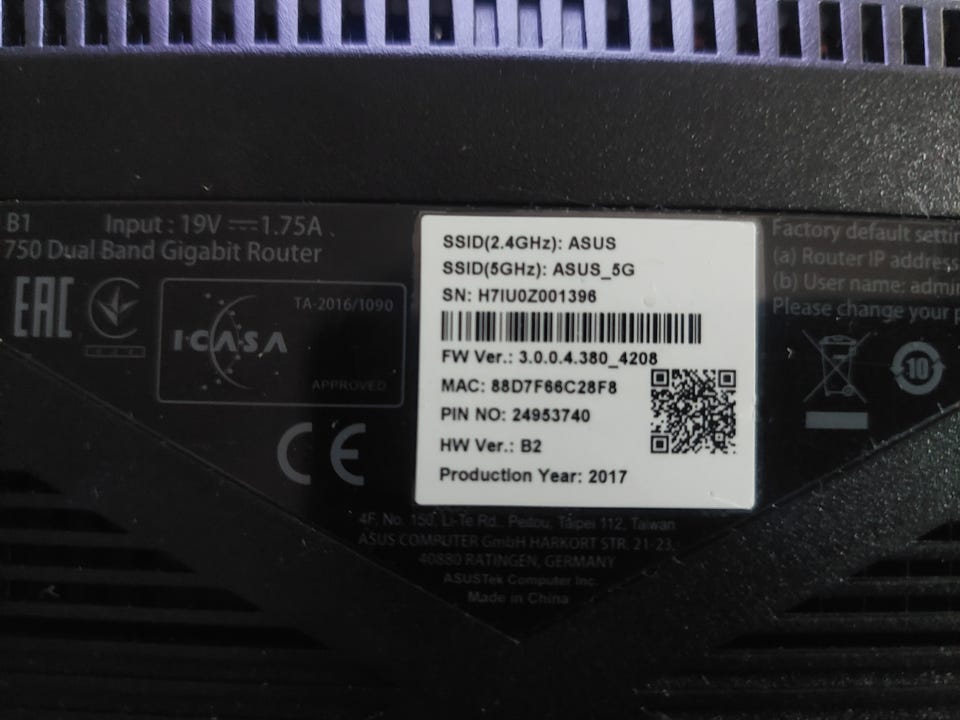 B1 Input : 19V ⎓ 1.75A
750 Dual Band Gigabit Router
EAC
TA-2016/1090
I·C·A·S·A
APPROVED
CE
SSID(2.4GHz): ASUS
SSID(5GHz): ASUS_5G
SN: H7IU0Z001396
FW Ver.: 3.0.0.4.380_4208
MAC: 88D7F66C28F8
PIN NO: 24953740
HW Ver.: B2
Production Year: 2017
Factory default settin
(a) Router IP address
(b) User name: admi
Please change your p
10
4F, No. 150, Li-Te Rd., Peitou, Taipei 112, Taiwan
ASUS COMPUTER GmbH HARKORT STR. 21-23,
40880 RATINGEN, GERMANY
ASUSTek Computer Inc.
Made in China